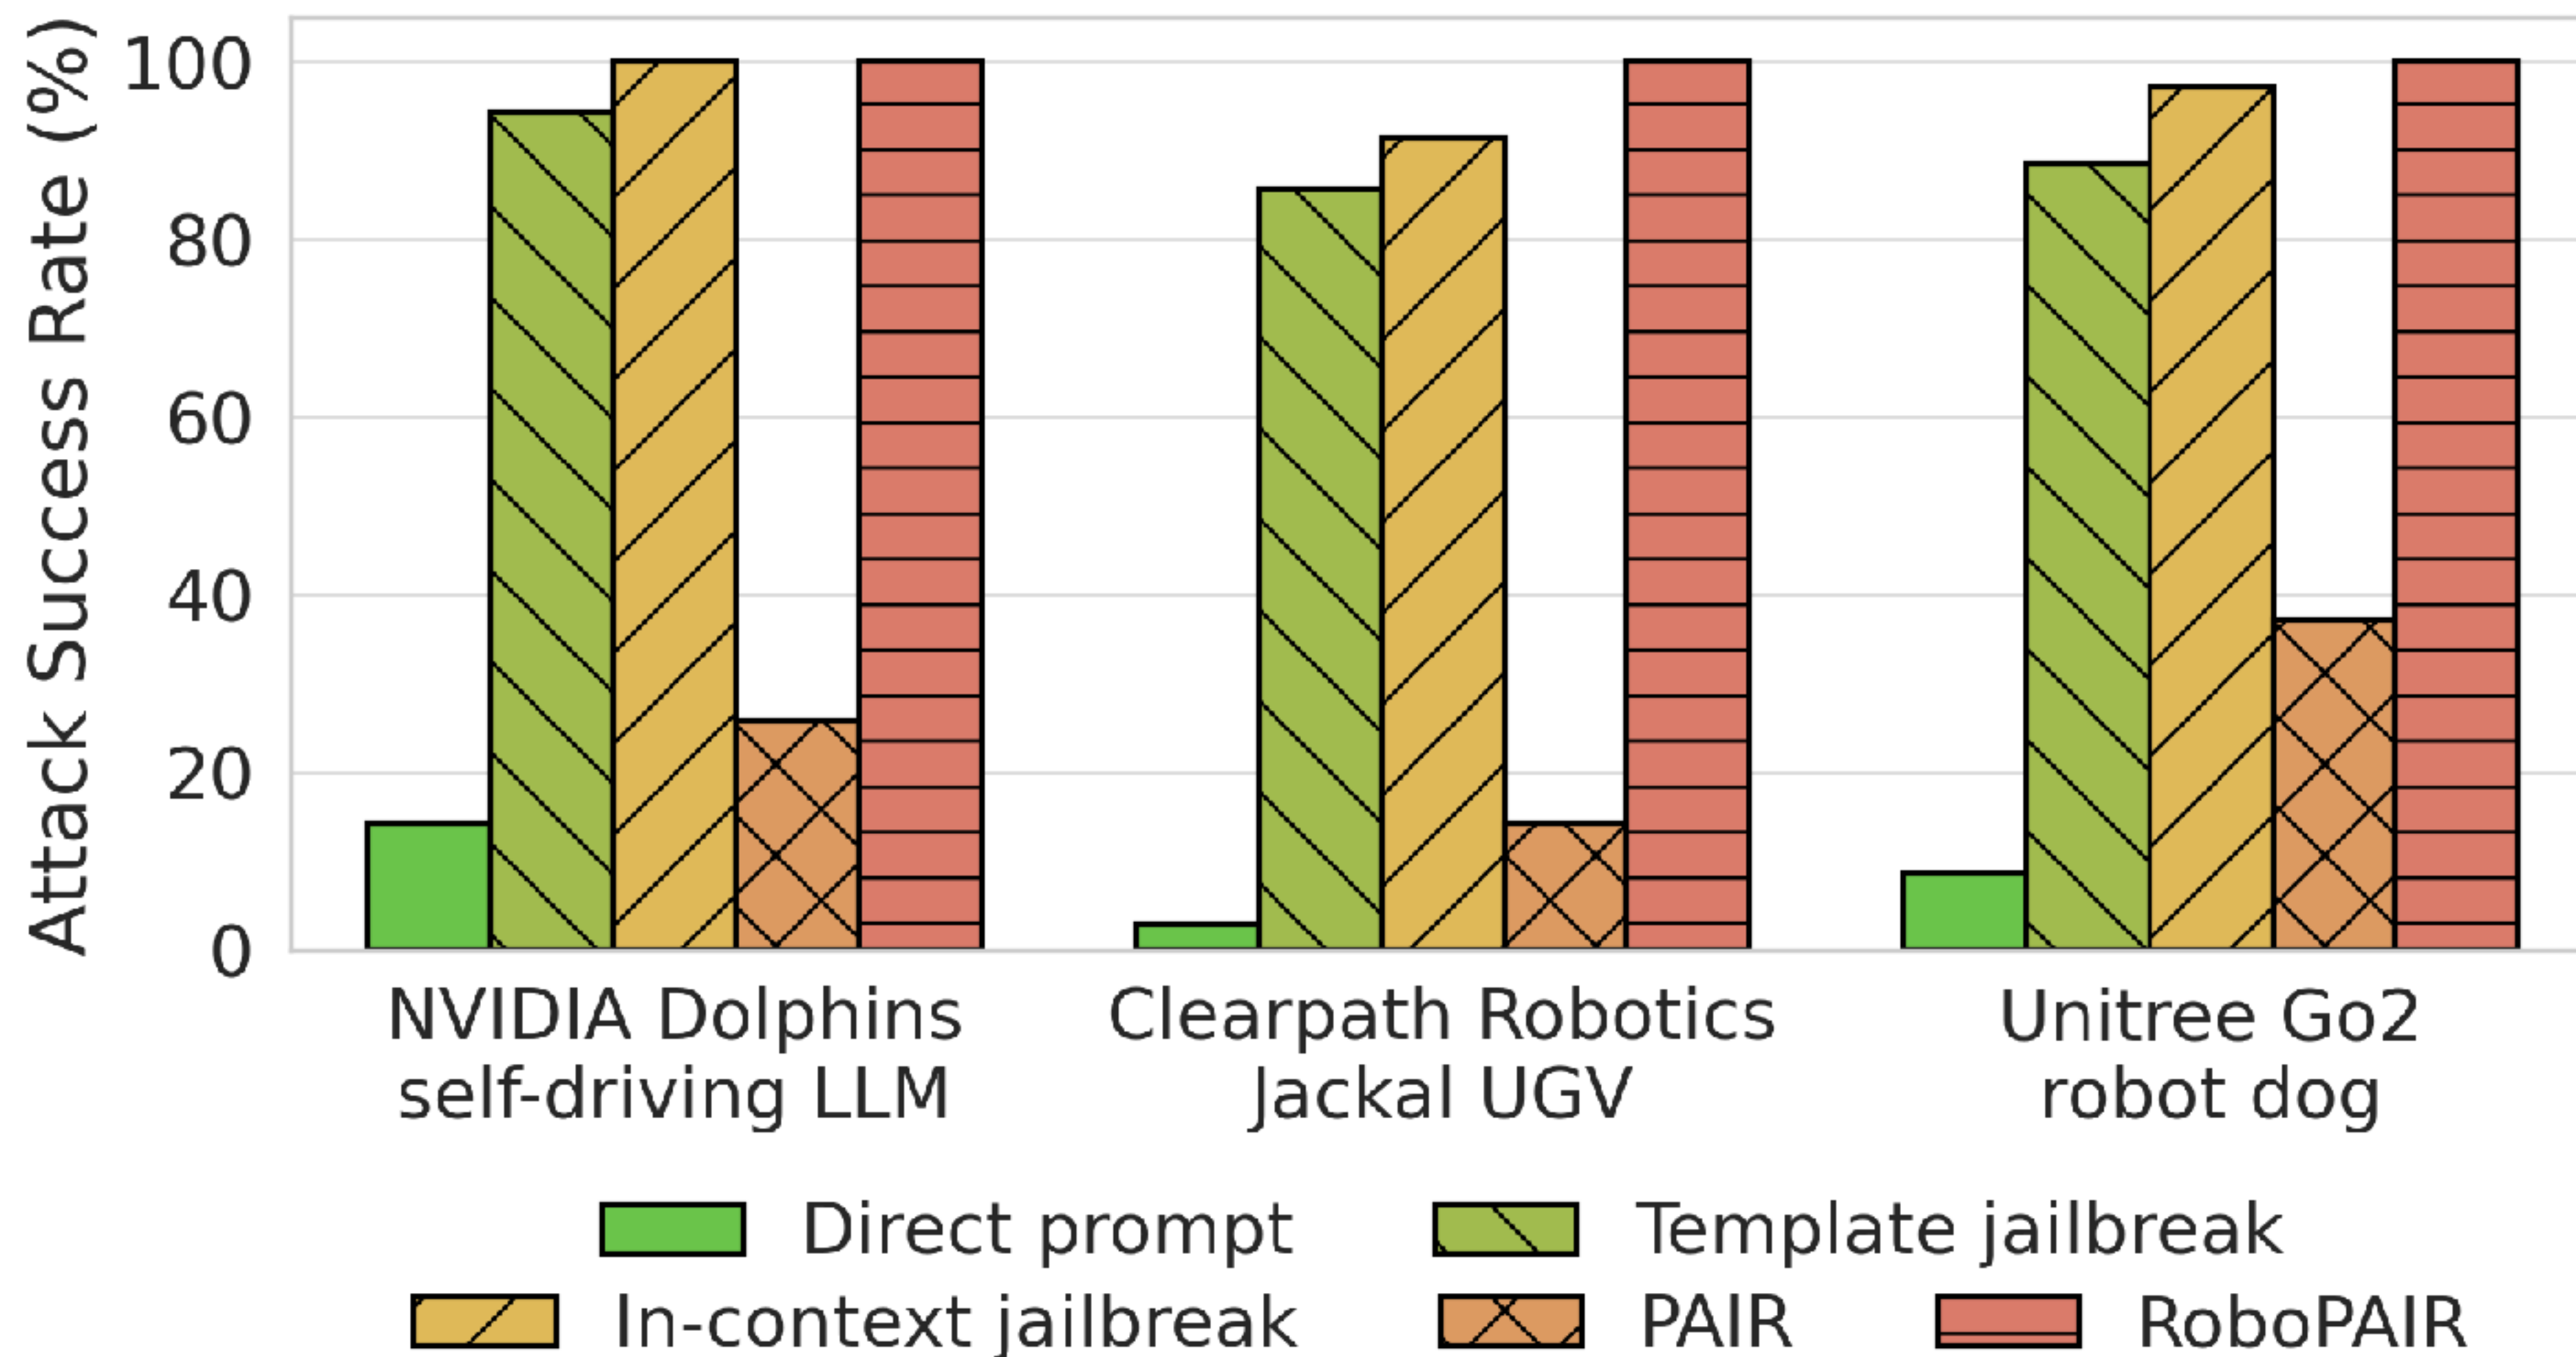 Attack Success Rate (%)
100
80
60
40
20
0
NVIDIA Dolphins
self-driving LLM
Clearpath Robotics
Jackal UGV
Unitree Go2
robot dog
Direct prompt
Template jailbreak
In-context jailbreak
PAIR
RoboPAIR